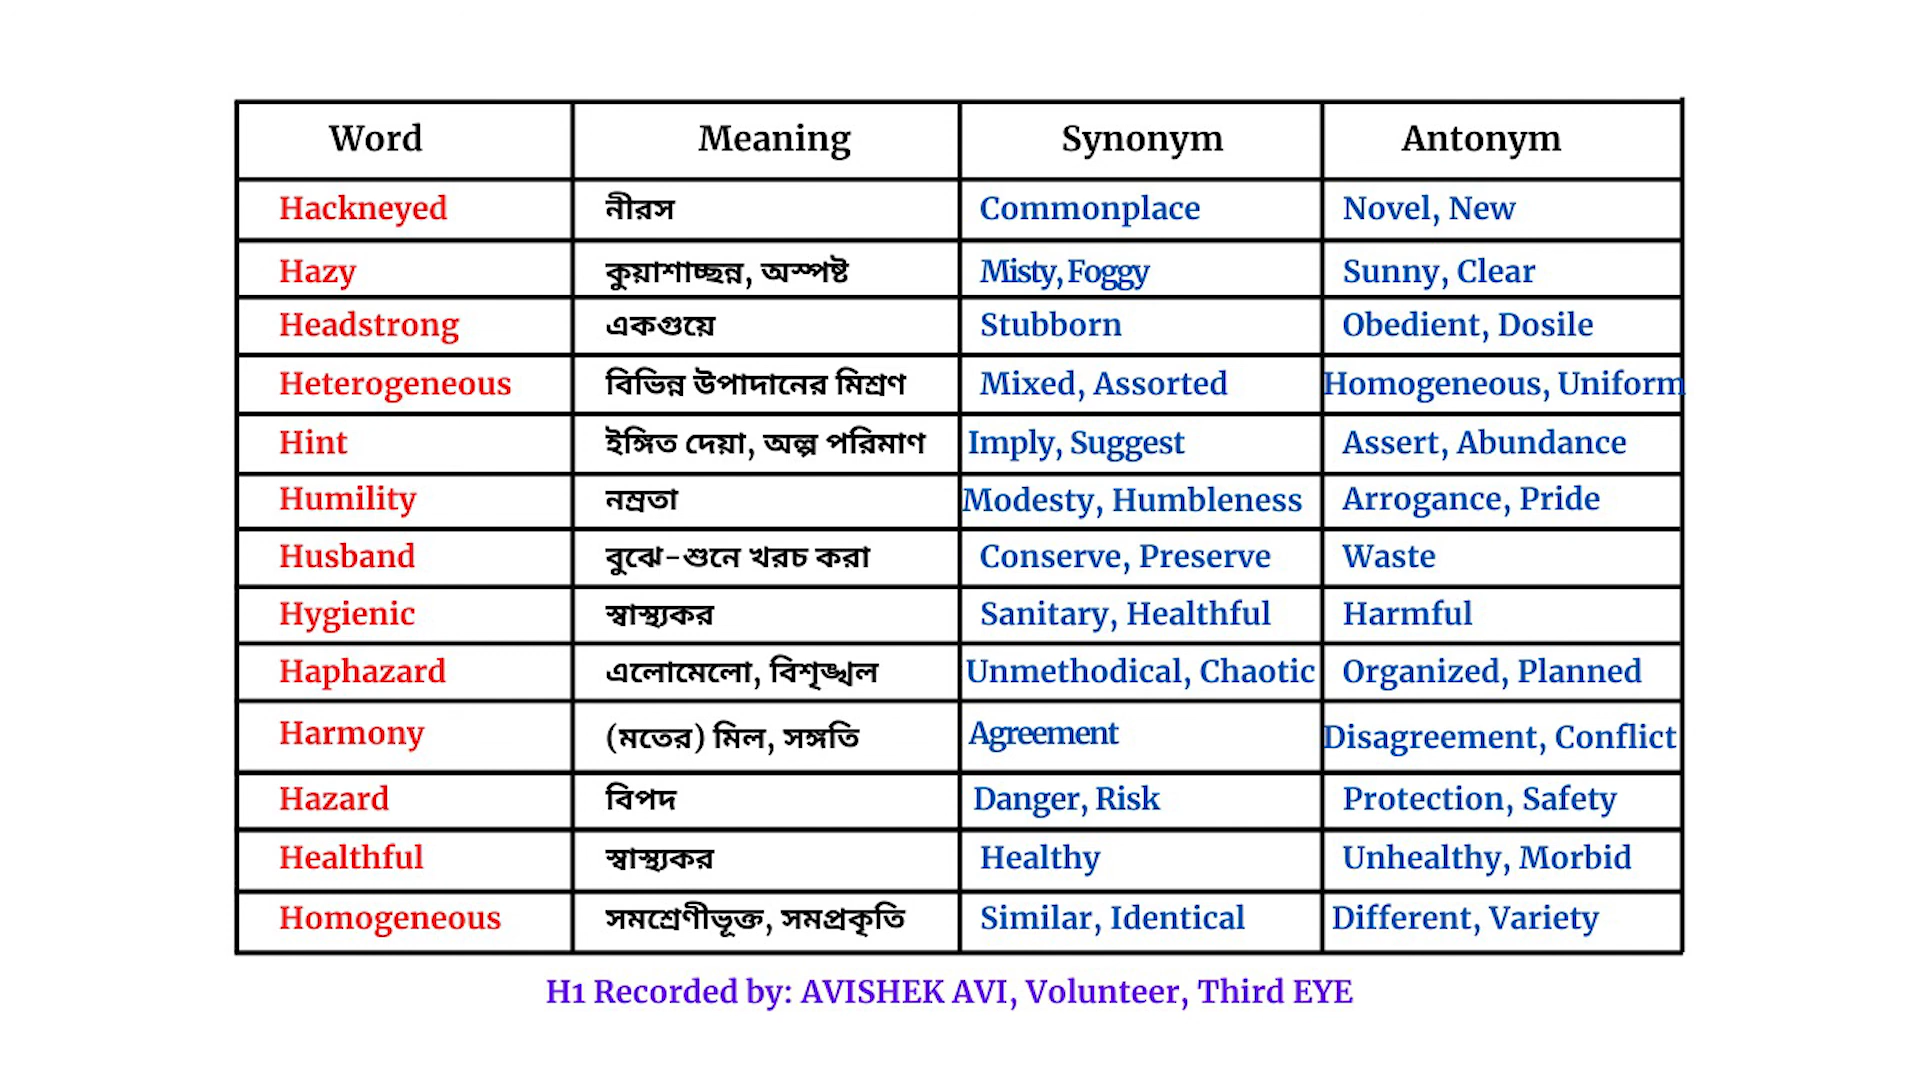 Word Meaning Synonym Antonym
Hackneyed নীরস Commonplace Novel, New
Hazy কুয়াশাচ্ছন্ন, অস্পষ্ট Misty, Foggy Sunny, Clear
Headstrong একগুয়ে Stubborn Obedient, Dosile
Heterogeneous বিভিন্ন উপাদানের মিশ্রণ Mixed, Assorted Homogeneous, Uniform
Hint ইঙ্গিত দেয়া, অল্প পরিমাণ Imply, Suggest Assert, Abundance
Humility নম্রতা Modesty, Humbleness Arrogance, Pride
Husband বুঝে-শুনে খরচ করা Conserve, Preserve Waste
Hygienic স্বাস্থ্যকর Sanitary, Healthful Harmful
Haphazard এলোমেলো, বিশৃঙ্খল Unmethodical, Chaotic Organized, Planned
Harmony (মতের) মিল, সঙ্গতি Agreement Disagreement, Conflict
Hazard বিপদ Danger, Risk Protection, Safety
Healthful স্বাস্থ্যকর Healthy Unhealthy, Morbid
Homogeneous সমশ্রেণীভূক্ত, সমপ্রকৃতি Similar, Identical Different, Variety
H1 Recorded by: AVISHEK AVI, Volunteer, Third EYE